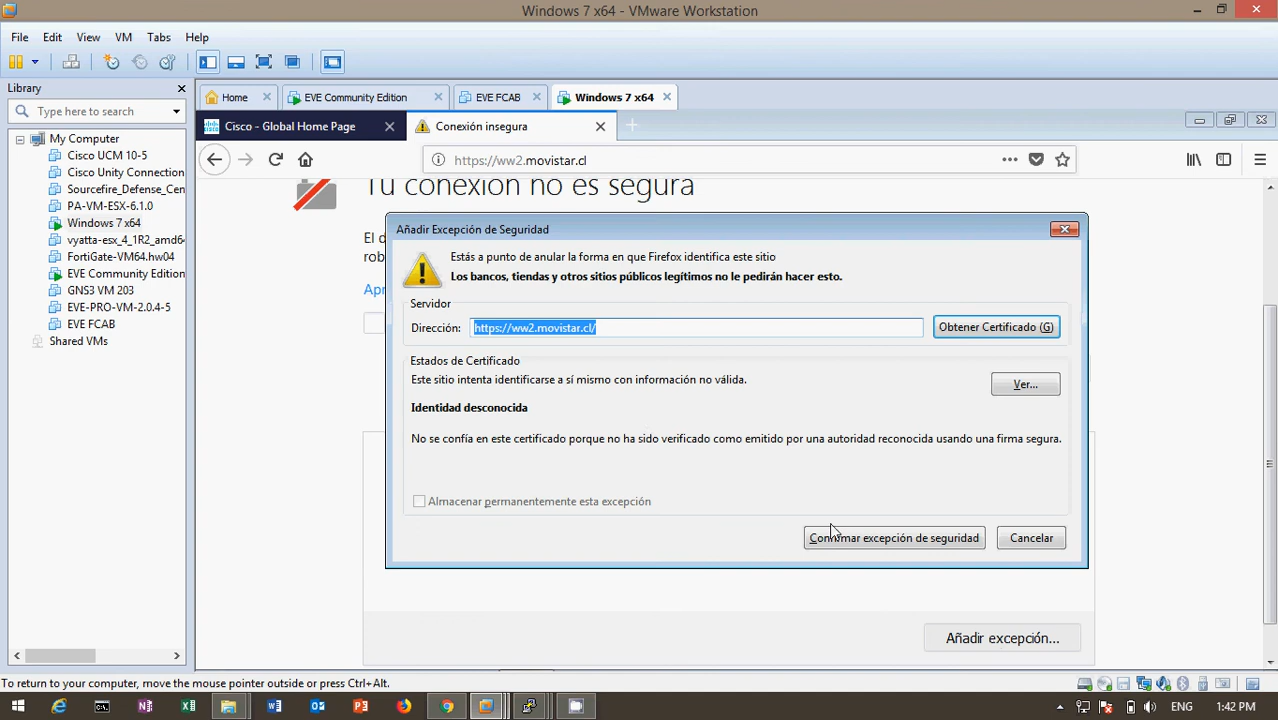 Windows 7 x64 - VMware Workstation
File Edit View VM Tabs Help
Library
Type here to search
Home
EVE Community Edition
EVE FCAB
Windows 7 x64
My Computer
Cisco UCM 10-5
Cisco Unity Connection
Sourcefire_Defense_Cen
PA-VM-ESX-6.1.0
Windows 7 x64
vyatta-esx_4_1R2_amd64
FortiGate-VM64.hw04
EVE Community Edition
GNS3 VM 203
EVE-PRO-VM-2.0.4-5
EVE FCAB
Shared VMs
Cisco - Global Home Page
Conexión insegura
https://ww2.movistar.cl
Tu conexión no es segura
El d
rob
Apr
Añadir Excepción de Seguridad
Estás a punto de anular la forma en que Firefox identifica este sitio
Los bancos, tiendas y otros sitios públicos legítimos no le pedirán hacer esto.
Servidor
Dirección: https://ww2.movistar.cl/ Obtener Certificado (G)
Estados de Certificado
Este sitio intenta identificarse a sí mismo con información no válida.
Ver...
Identidad desconocida
No se confía en este certificado porque no ha sido verificado como emitido por una autoridad reconocida usando una firma segura.
Almacenar permanentemente esta excepción
Confirmar excepción de seguridad Cancelar
Añadir excepción...
To return to your computer, move the mouse pointer outside or press Ctrl+Alt.
ENG 1:42 PM